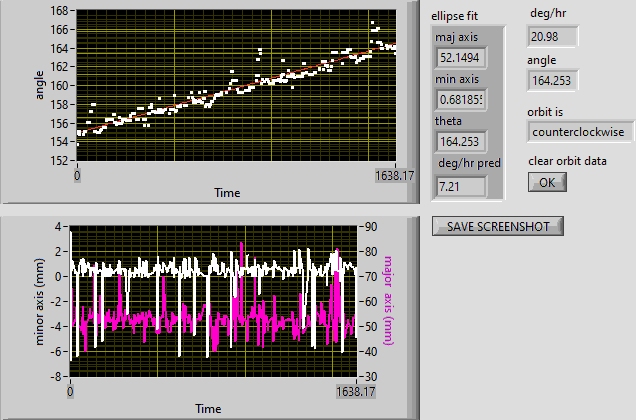 168
166
164
162
160
158
156
154
152
angle
0
1638.17
Time
4
2
0
-2
-4
-6
-8
minor axis (mm)
90
80
70
60
50
40
30
major axis (mm)
0
1638.17
Time
ellipse fit
maj axis
52.1494
min axis
0.68185
theta
164.253
deg/hr pred
7.21
deg/hr
20.98
angle
164.253
orbit is
counterclockwise
clear orbit data
OK
SAVE SCREENSHOT